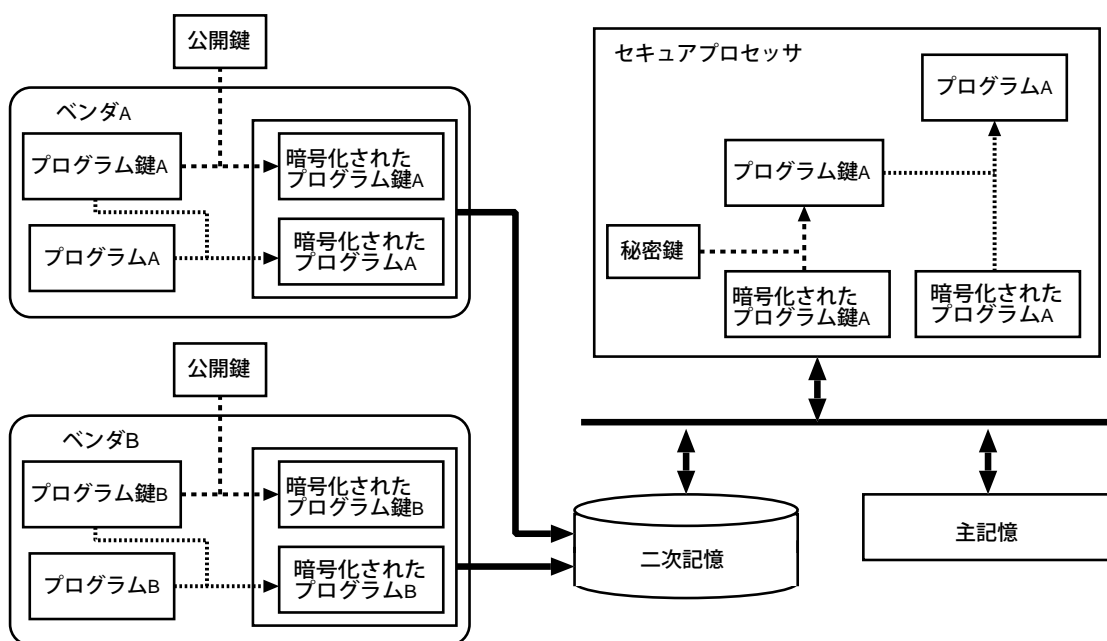 公開鍵
ベンダA
プログラム鍵A
暗号化された
プログラム鍵A
プログラムA
暗号化された
プログラムA
公開鍵
ベンダB
プログラム鍵B
暗号化された
プログラム鍵B
プログラムB
暗号化された
プログラムB
セキュアプロセッサ
プログラムA
プログラム鍵A
秘密鍵
暗号化された
プログラム鍵A
暗号化された
プログラムA
二次記憶
主記憶